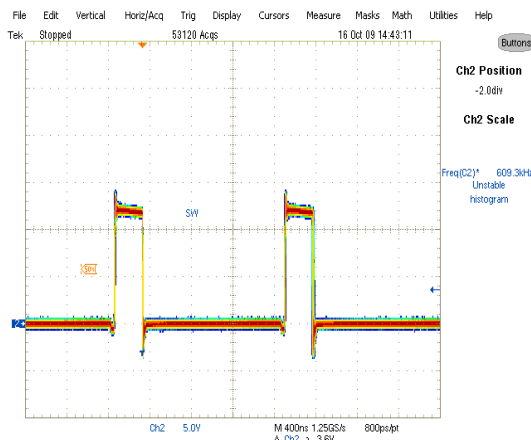 File Edit Vertical Horiz/Acq Trig Display Cursors Measure Masks Math Utilities Help
Tek Stopped 53120 Acqs 16 Oct 09 14:43:11
Buttons
Ch2 Position
-2.0div
Ch2 Scale
Freq(C2)* 609.3kHz
Unstable
histogram
SW
2
Ch2 5.0V M 400ns 1.25GS/s 800ps/pt
A Ch2 3.6V